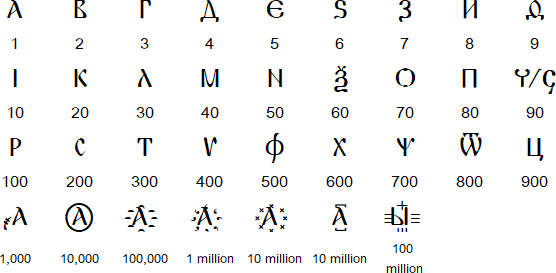 А В Г Д Є Ѕ З И Ѳ
1 2 3 4 5 6 7 8 9
І К Л М N Ѯ О П Ч/Ҁ
10 20 30 40 50 60 70 80 90
Р С Т Ѵ Ф Х Ѱ Ѿ Ц
100 200 300 400 500 600 700 800 900
҂А А⃝ А҈ А҉ А꙰ А
1,000 10,000 100,000 1 million 10 million 10 million 100
million